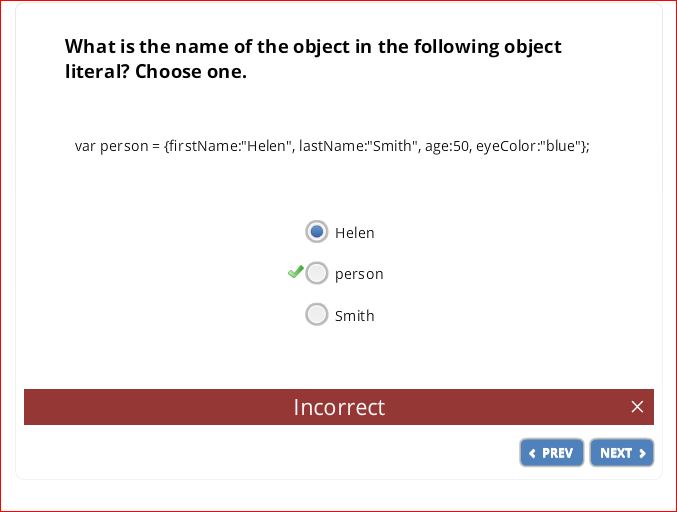 What is the name of the object in the following object
literal? Choose one.
var person = {firstName:"Helen", lastName:"Smith", age:50, eyeColor:"blue"};
Helen
person
Smith
Incorrect
PREV NEXT